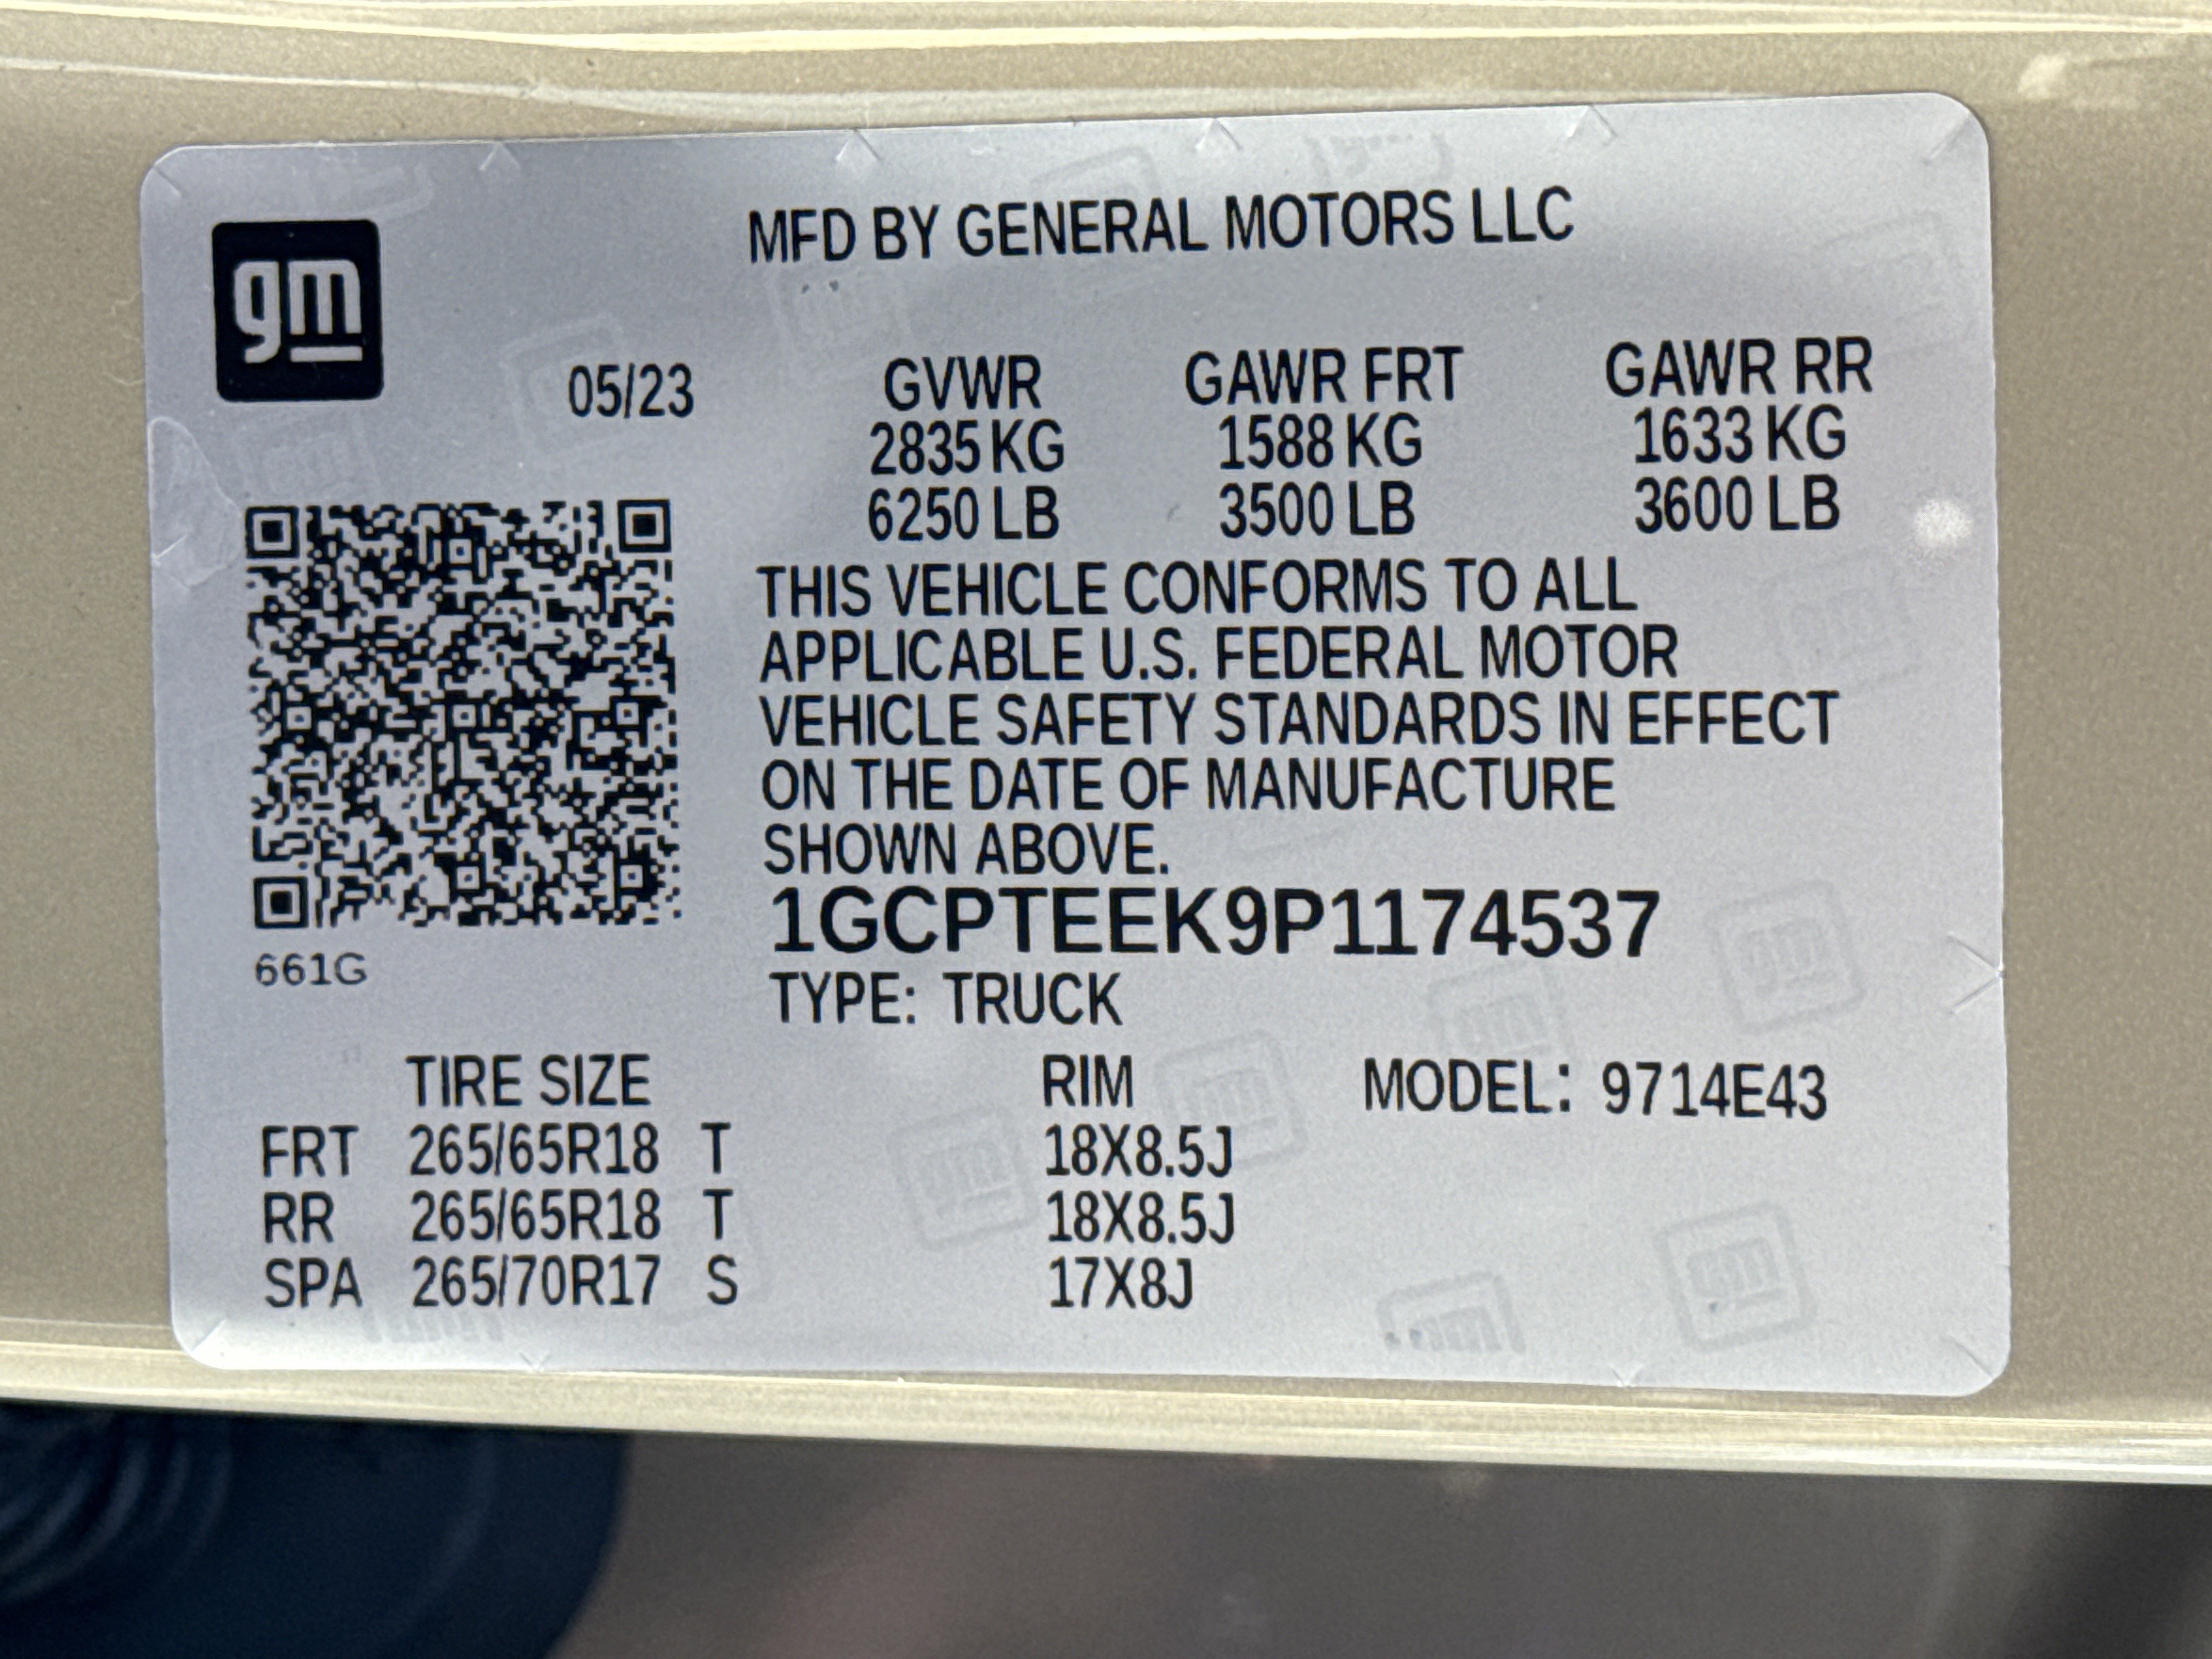 gm
MFD BY GENERAL MOTORS LLC
05/23 GVWR GAWR FRT GAWR RR
2835 KG 1588 KG 1633 KG
6250 LB 3500 LB 3600 LB
THIS VEHICLE CONFORMS TO ALL
APPLICABLE U.S. FEDERAL MOTOR
VEHICLE SAFETY STANDARDS IN EFFECT
ON THE DATE OF MANUFACTURE
SHOWN ABOVE.
1GCPTEEK9P1174537
661G
TYPE: TRUCK
TIRE SIZE RIM MODEL: 9714E43
FRT 265/65R18 T 18X8.5J
RR 265/65R18 T 18X8.5J
SPA 265/70R17 S 17X8J